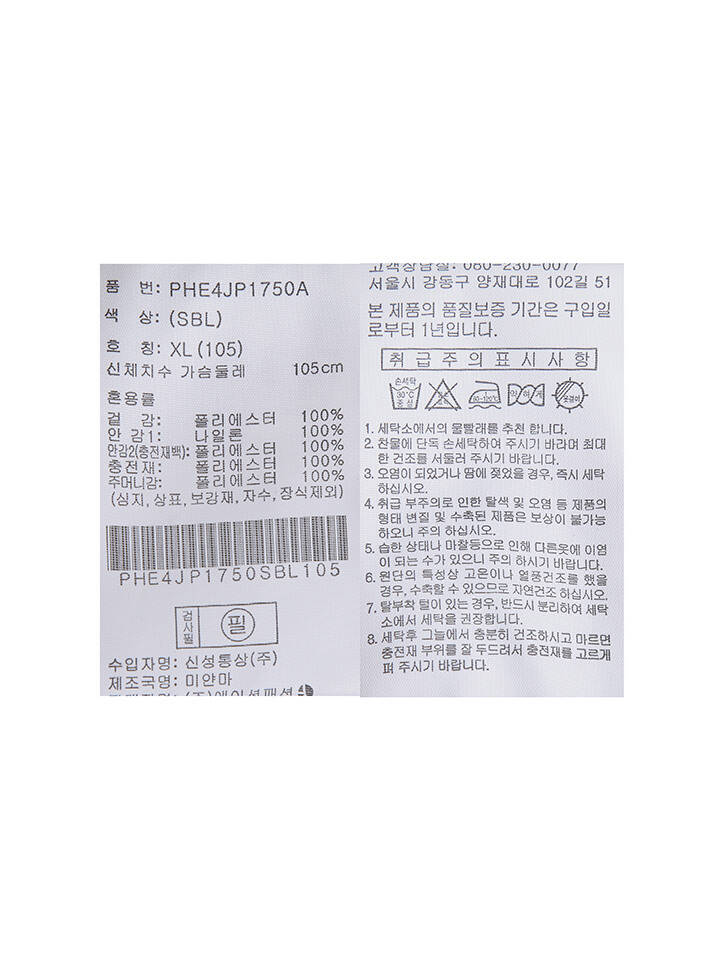 품 번: PHE4JP1750A
색 상: (SBL)
호 칭: XL (105)
신체치수 가슴둘레 105cm
혼용률
겉 감: 폴리에스터 100%
안 감1: 나일론 100%
안감2(충전재백): 폴리에스터 100%
충전재: 폴리에스터 100%
주머니감: 폴리에스터 100%
(심지, 상표, 보강재, 자수, 장식제외)
PHE4JP1750SBL105
검사필 필
수입자명: 신성통상(주)
제조국명: 미얀마
고객상담실: 080-230-0077
서울시 강동구 양재대로 102길 51
본 제품의 품질보증 기간은 구입일
로부터 1년입니다.
취급주의표시사항
손세탁
30℃
중성
80~120℃
약하게
옷걸이
1. 세탁소에서의 물빨래를 추천 합니다.
2. 찬물에 단독 손세탁하여 주시기 바라며 최대
한 건조를 서둘러 주시기 바랍니다.
3. 오염이 되었거나 땀에 젖었을 경우, 즉시 세탁
하십시오.
4. 취급 부주의로 인한 탈색 및 오염 등 제품의
형태 변질 및 수축된 제품은 보상이 불가능
하오니 주의 하십시오.
5. 습한 상태나 마찰등으로 인해 다른옷에 이염
이 되는 수가 있으니 주의 하시기 바랍니다.
6. 원단의 특성상 고온이나 열풍건조를 했을
경우, 수축할 수 있으므로 자연건조 하십시오.
7. 탈부착 털이 있는 경우, 반드시 분리하여 세탁
소에서 세탁을 권장합니다.
8. 세탁후 그늘에서 충분히 건조하시고 마르면
충전재 부위를 잘 두드려서 충전재를 고르게
펴 주시기 바랍니다.